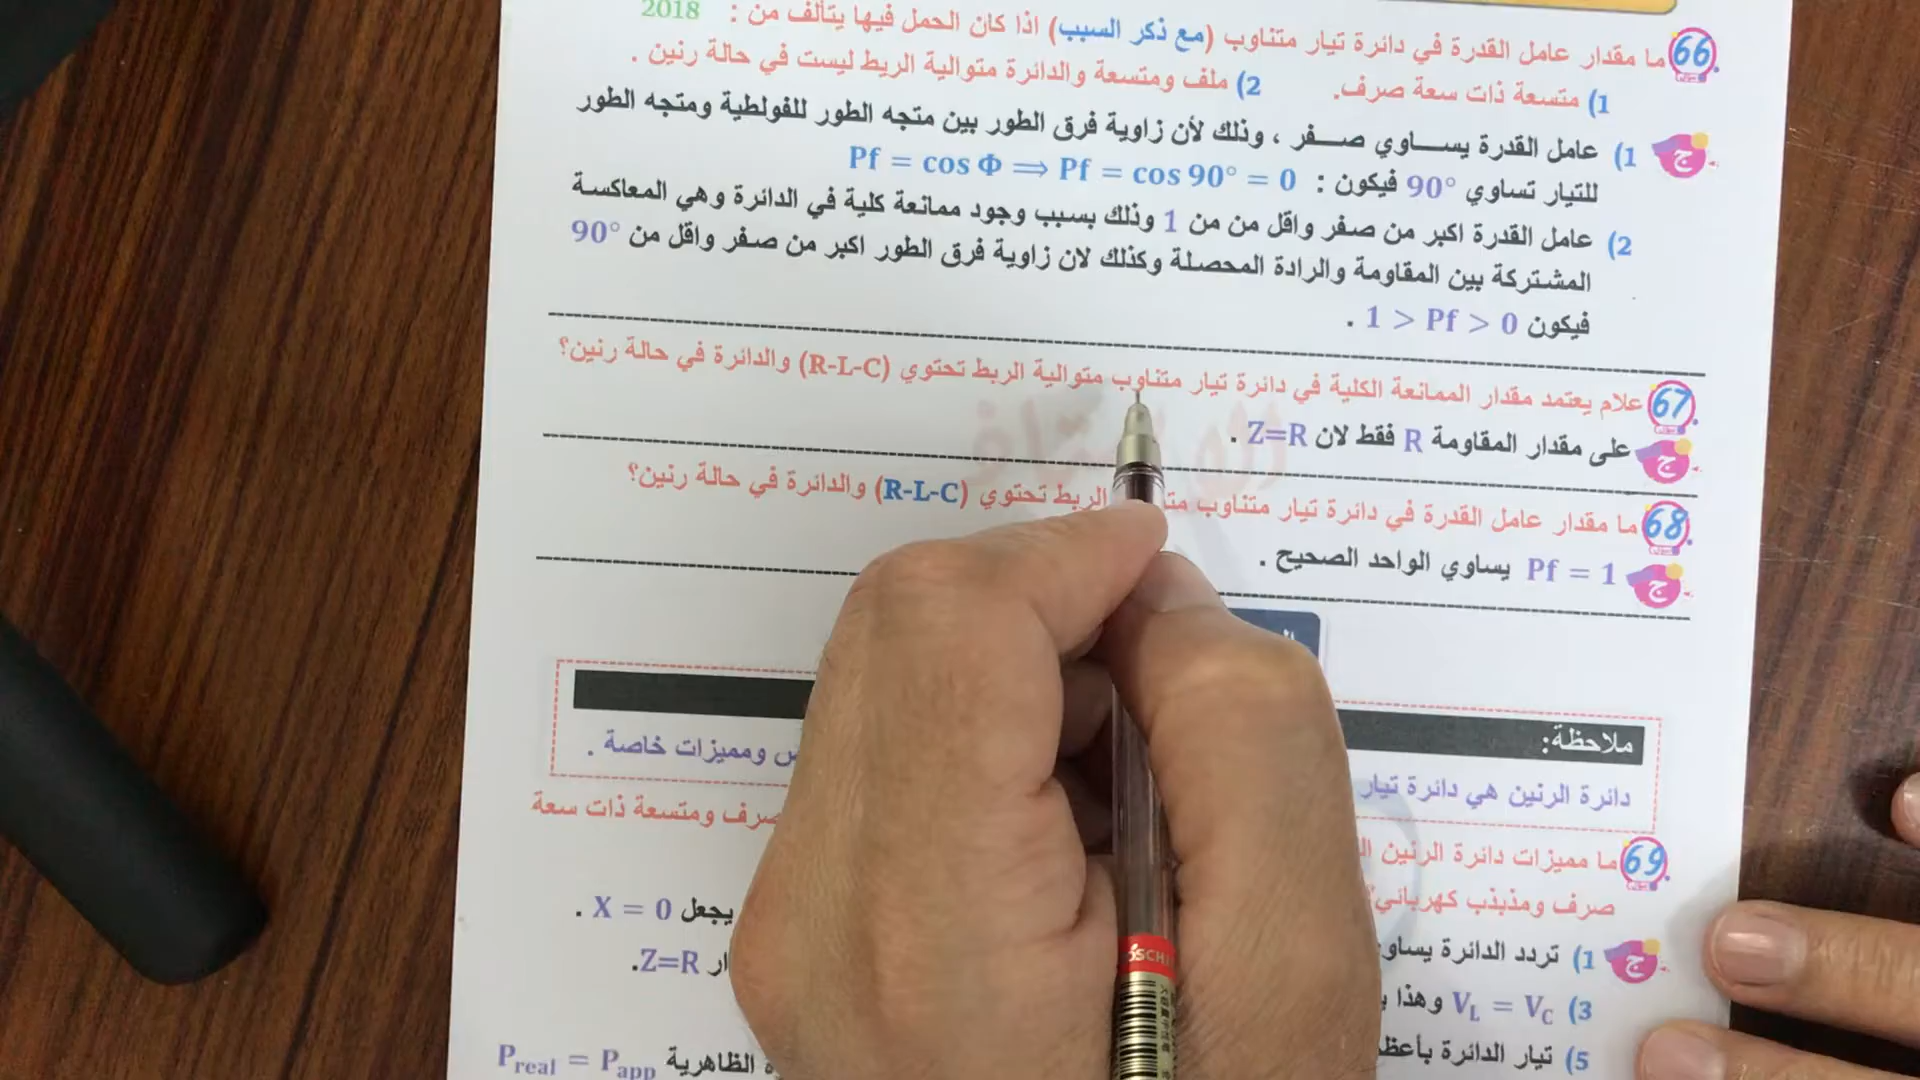 66 ما مقدار عامل القدرة في دائرة تيار متناوب (مع ذكر السبب) اذا كان الحمل فيها يتألف من : 2018
1) متسعة ذات سعة صرف. 2) ملف ومتسعة والدائرة متوالية الربط ليست في حالة رنين .
ج 1) عامل القدرة يساوي صفر ، وذلك لأن زاوية فرق الطور بين متجه الطور للفولطية ومتجه الطور
للتيار تساوي 90° فيكون : Pf = cos Φ ⟹ Pf = cos 90° = 0
2) عامل القدرة اكبر من صفر واقل من من 1 وذلك بسبب وجود ممانعة كلية في الدائرة وهي المعاكسة
المشتركة بين المقاومة والرادة المحصلة وكذلك لان زاوية فرق الطور اكبر من صفر واقل من 90°
فيكون 1 > Pf > 0 .
67 علام يعتمد مقدار الممانعة الكلية في دائرة تيار متناوب متوالية الربط تحتوي (R-L-C) والدائرة في حالة رنين؟
ج على مقدار المقاومة R فقط لان Z=R .
68 ما مقدار عامل القدرة في دائرة تيار متناوب الربط تحتوي (R-L-C) والدائرة في حالة رنين؟
ج Pf = 1 يساوي الواحد الصحيح .
ملاحظة:
دائرة الرنين هي دائرة تيار ومميزات خاصة .
69 ما مميزات دائرة الرنين صرف ومتسعة ذات سعة
صرف ومذبذب كهربائي؟
ج 1) تردد الدائرة يجعل X = 0 .
3) V_L = V_C وهذا Z=R.
5) تيار الدائرة الظاهرية P_real = P_app